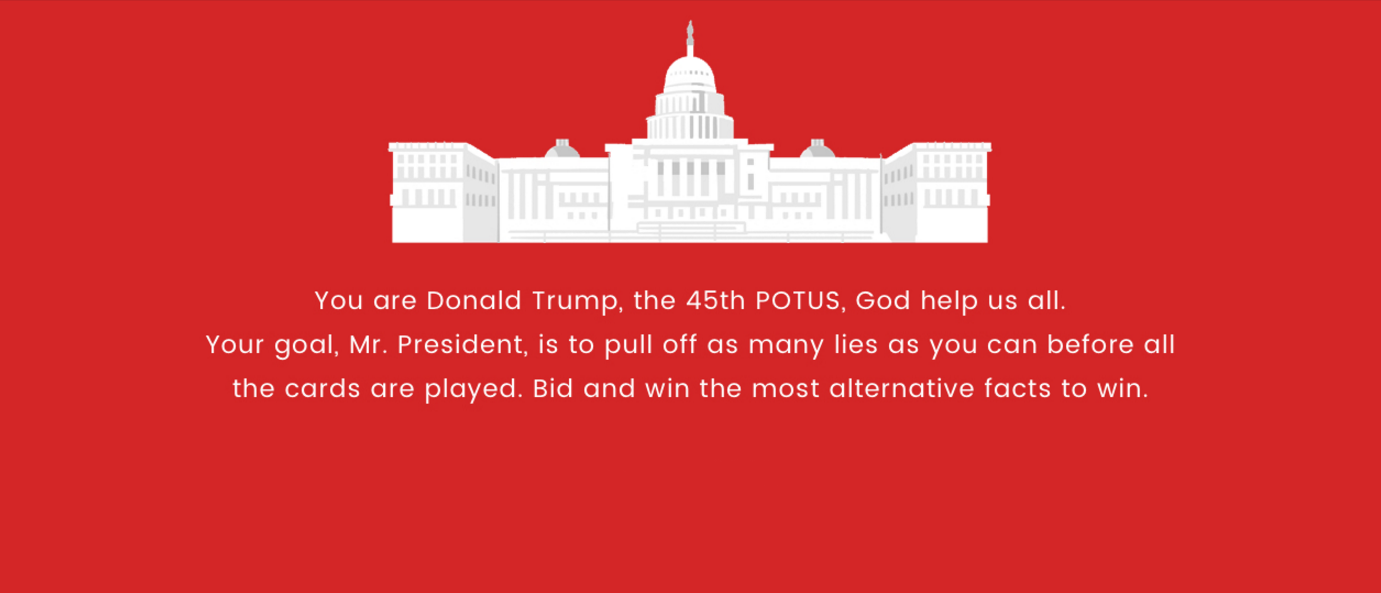 You are Donald Trump, the 45th POTUS, God help us all.
Your goal, Mr. President, is to pull off as many lies as you can before all
the cards are played. Bid and win the most alternative facts to win.